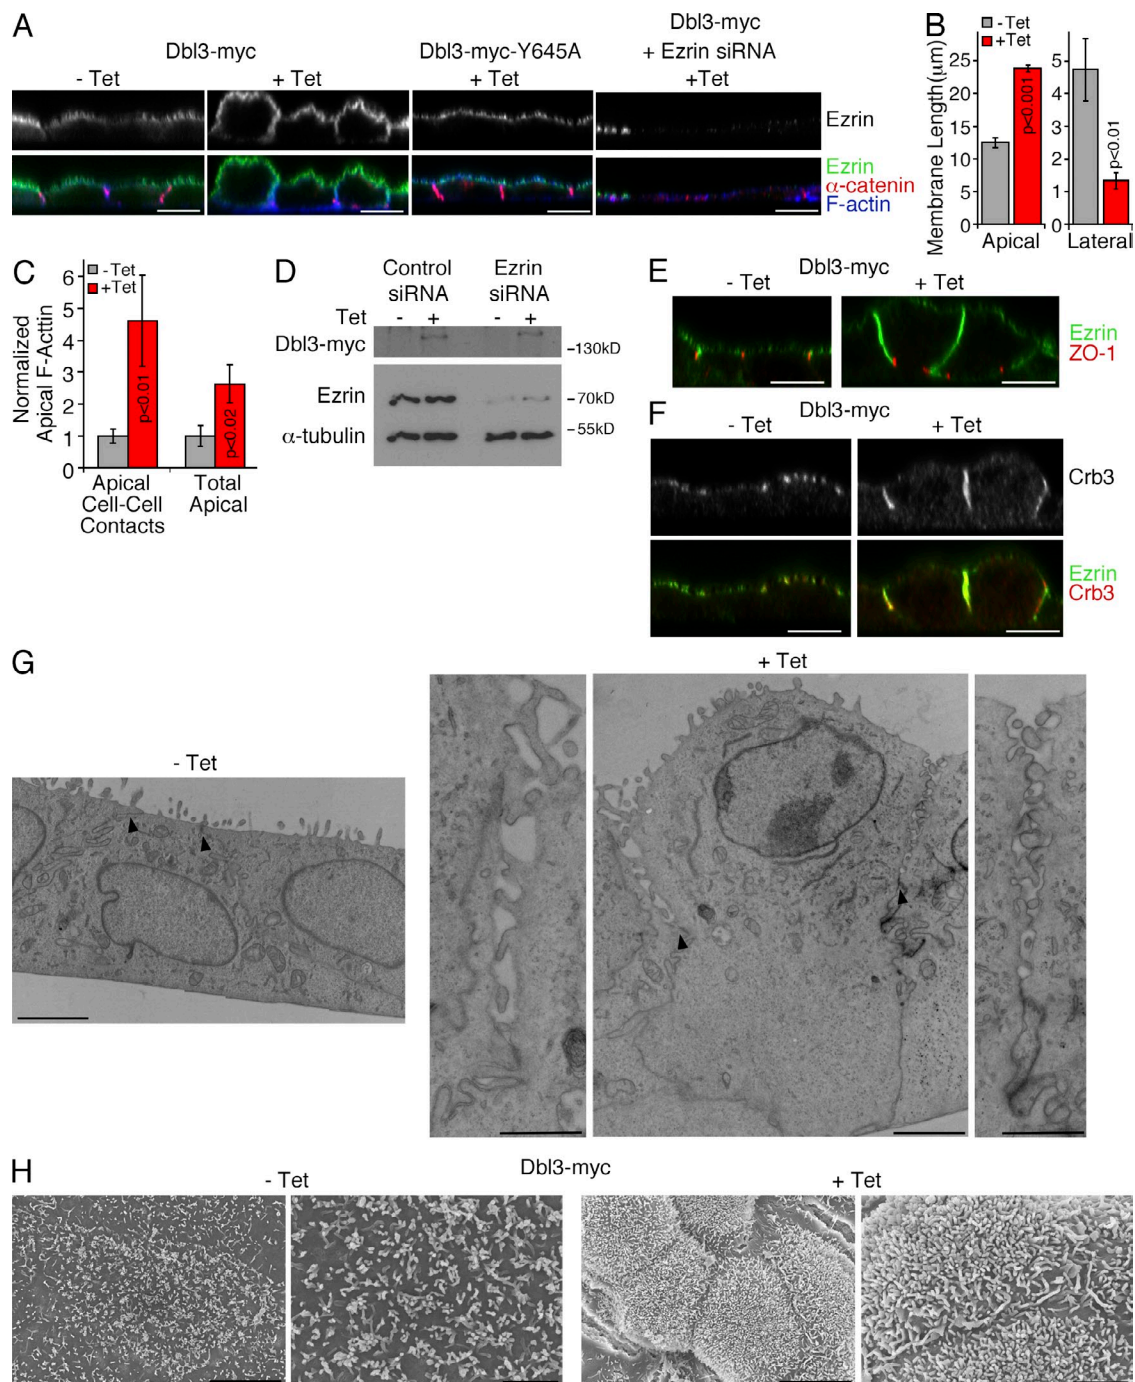 A
Dbl3-myc
- Tet
+ Tet
Dbl3-myc-Y645A
+ Tet
Dbl3-myc
+ Ezrin siRNA
+Tet
Ezrin
Ezrin
α-catenin
F-actin
B
- Tet
+Tet
Membrane Length(μm)
25
20
15
10
5
0
p<0.001
Apical
5
4
3
2
1
0
p<0.01
Lateral
C
- Tet
+Tet
Normalized
Apical F-Acttin
6
5
4
3
2
1
0
p<0.01
p<0.02
Apical
Cell-Cell
Contacts
Total
Apical
D
Control
siRNA
Ezrin
siRNA
Tet - + - +
Dbl3-myc
-130kD
Ezrin
-70kD
α-tubulin
-55kD
E
Dbl3-myc
- Tet
+ Tet
Ezrin
ZO-1
F
Dbl3-myc
- Tet
+ Tet
Crb3
Ezrin
Crb3
G
- Tet
+ Tet
H
Dbl3-myc
- Tet
+ Tet